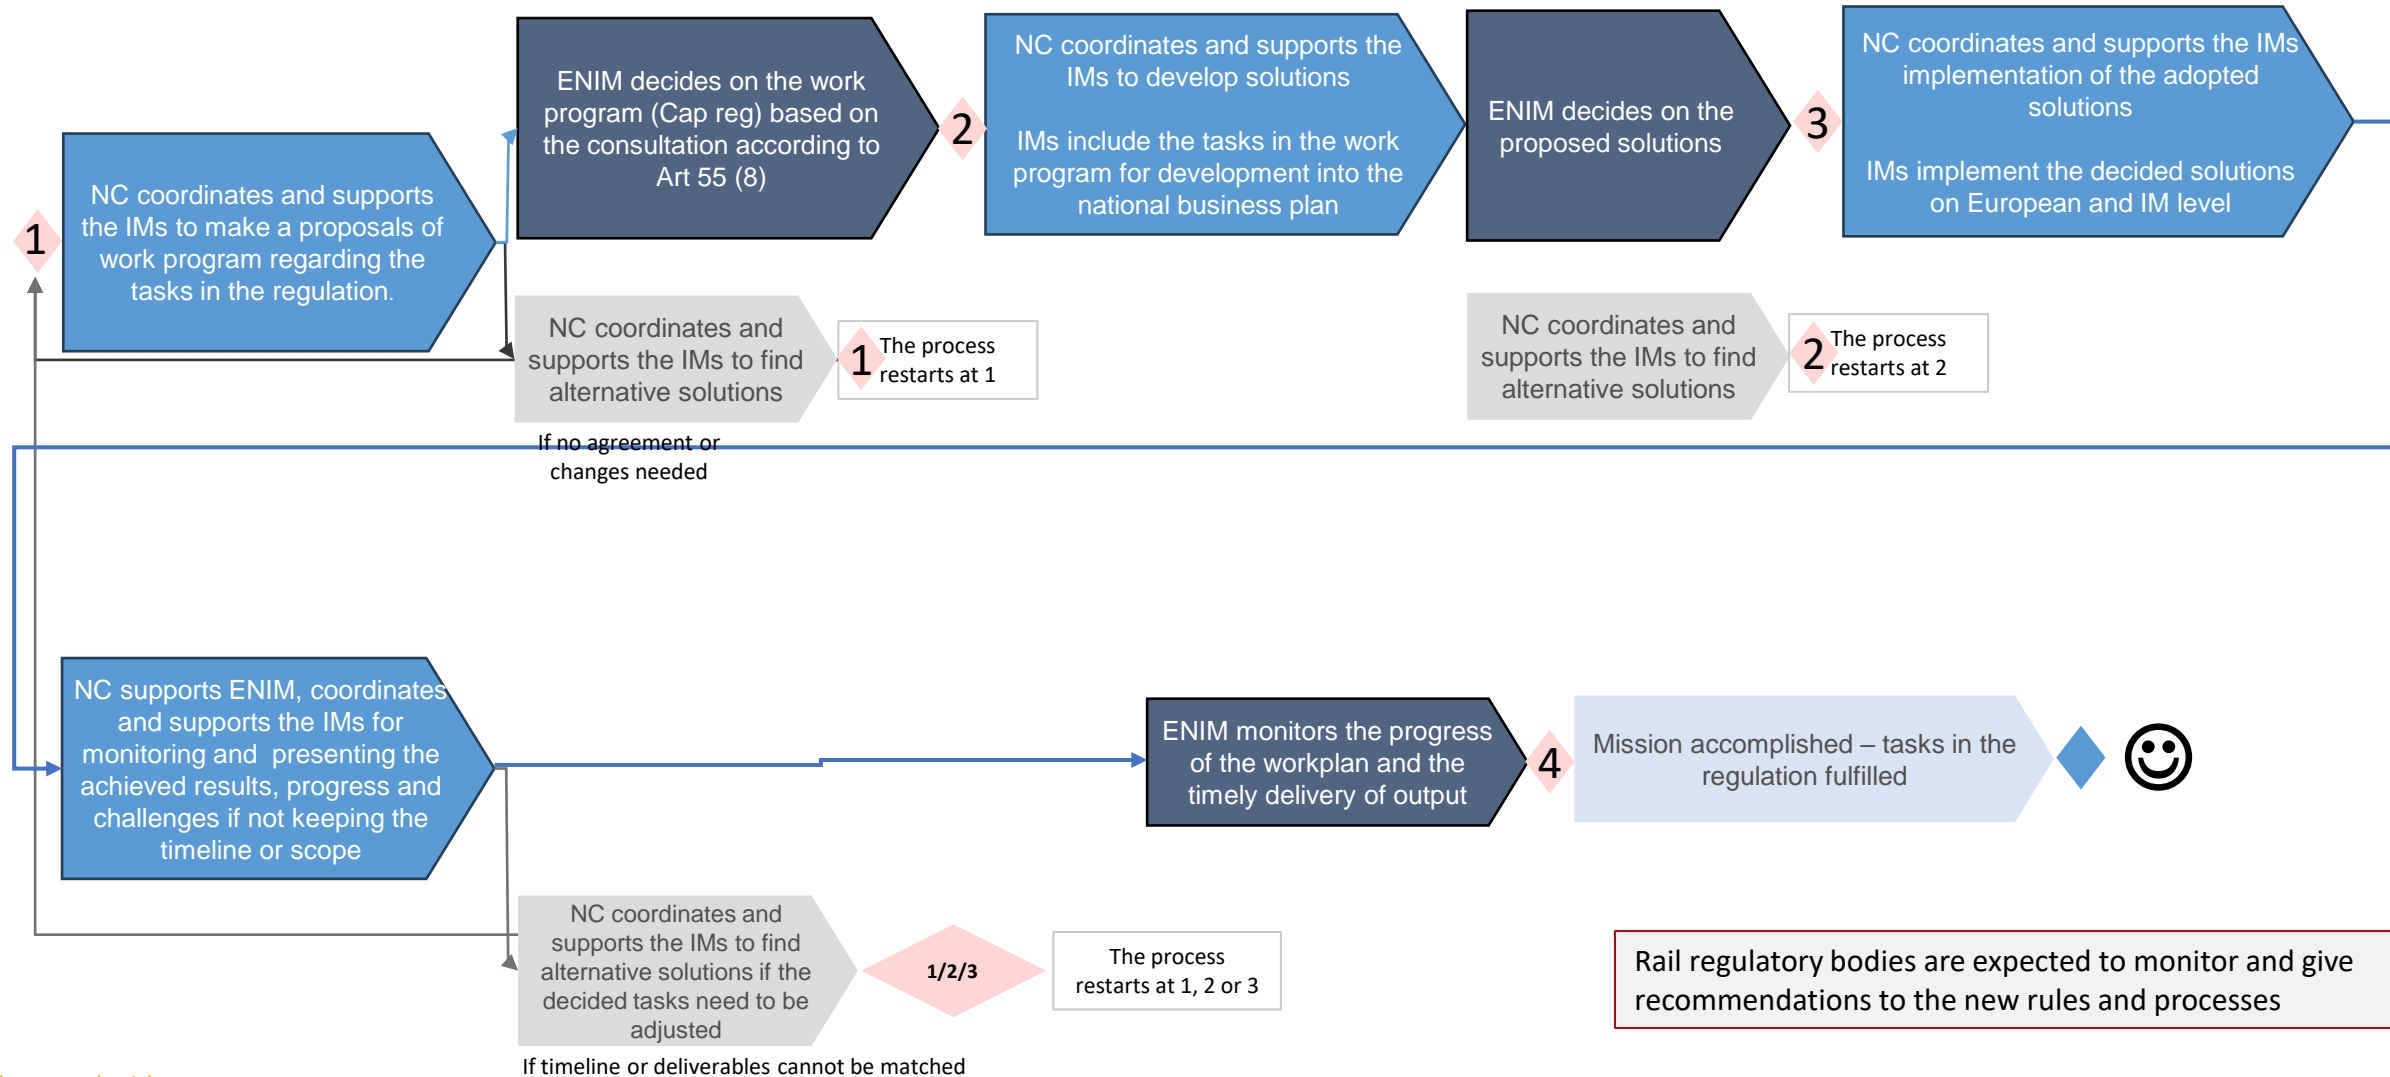 1
NC coordinates and supports
the IMs to make a proposals of
work program regarding the
tasks in the regulation.
ENIM decides on the work
program (Cap reg) based on
the consultation according to
Art 55 (8)
2
NC coordinates and supports the
IMs to develop solutions
IMs include the tasks in the work
program for development into the
national business plan
ENIM decides on the
proposed solutions
3
NC coordinates and supports the IMs
implementation of the adopted
solutions
IMs implement the decided solutions
on European and IM level
NC coordinates and
supports the IMs to find
alternative solutions
1
The process
restarts at 1
If no agreement or
changes needed
NC coordinates and
supports the IMs to find
alternative solutions
2
The process
restarts at 2
NC supports ENIM, coordinates
and supports the IMs for
monitoring and presenting the
achieved results, progress and
challenges if not keeping the
timeline or scope
ENIM monitors the progress
of the workplan and the
timely delivery of output
4
Mission accomplished – tasks in the
regulation fulfilled
NC coordinates and
supports the IMs to find
alternative solutions if the
decided tasks need to be
adjusted
1/2/3
The process
restarts at 1, 2 or 3
If timeline or deliverables cannot be matched
Rail regulatory bodies are expected to monitor and give
recommendations to the new rules and processes